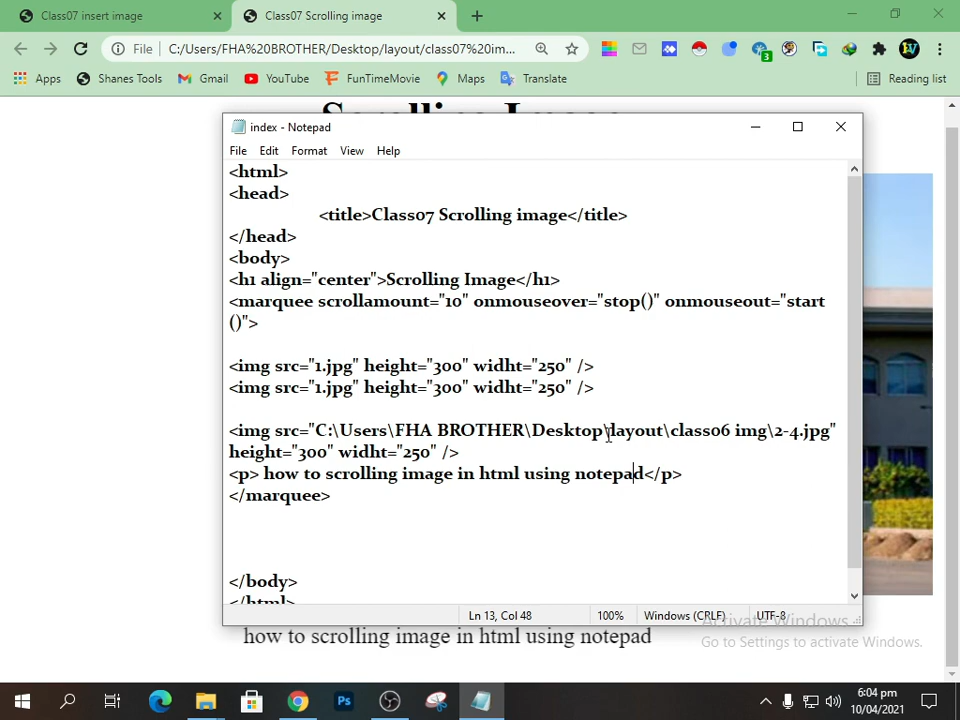 Class07 insert image
Class07 Scrolling image
File
C:/Users/FHA%20BROTHER/Desktop/layout/class07%20im...
3
Apps
Shanes Tools
Gmail
YouTube
FunTimeMovie
Maps
Translate
Reading list
Scrolling Image
index - Notepad
File Edit Format View Help
<html>
<head>
<title>Class07 Scrolling image</title>
</head>
<body>
<h1 align="center">Scrolling Image</h1>
<marquee scrollamount="10" onmouseover="stop()" onmouseout="start
()">
<img src="1.jpg" height="300" widht="250" />
<img src="1.jpg" height="300" widht="250" />
<img src="C:\Users\FHA BROTHER\Desktop\layout\class06 img\2-4.jpg"
height="300" widht="250" />
<p> how to scrolling image in html using notepad</p>
</marquee>
</body>
</html>
Ln 13, Col 48
100%
Windows (CRLF)
UTF-8
Activate Windows
Go to Settings to activate Windows.
how to scrolling image in html using notepad
Ps
6:04 pm
10/04/2021